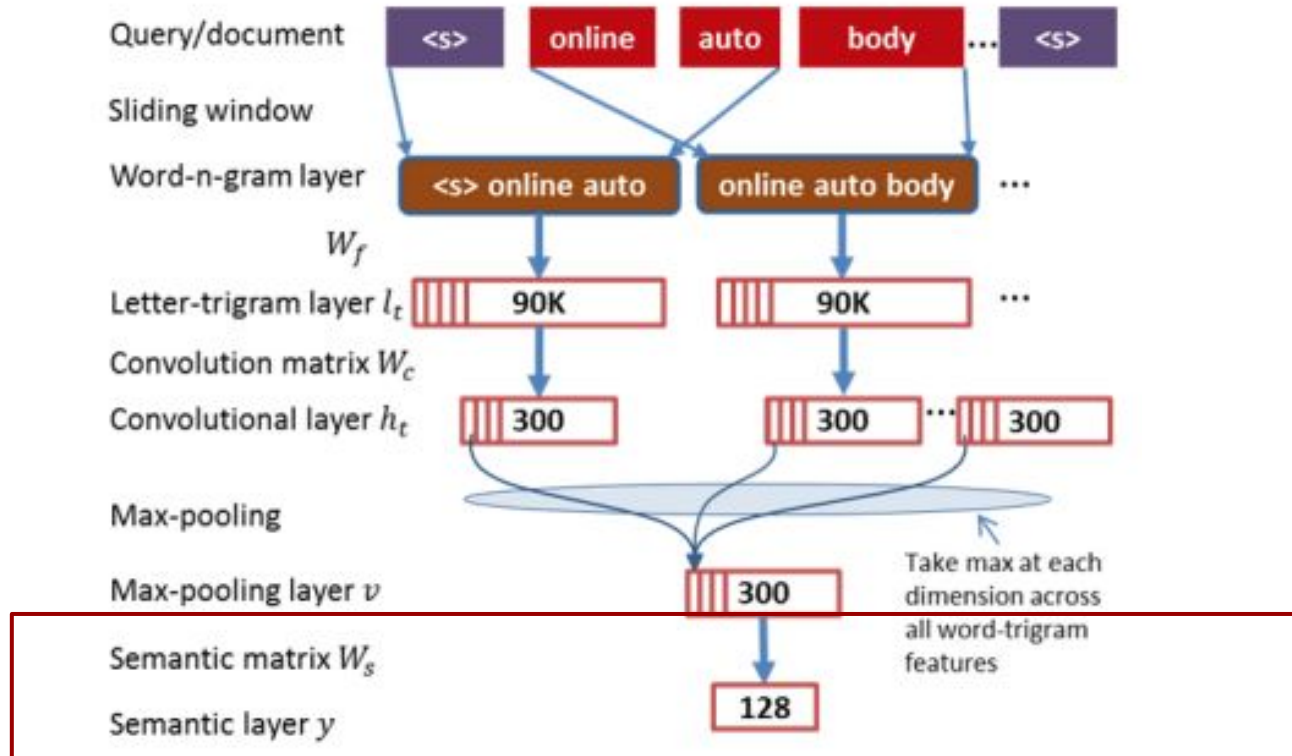 Query/document <s> online auto body ... <s>
Sliding window
Word-n-gram layer <s> online auto online auto body ...
W_f
Letter-trigram layer l_t 90K 90K ...
Convolution matrix W_c
Convolutional layer h_t 300 300 ... 300
Max-pooling
Take max at each
dimension across
all word-trigram
features
Max-pooling layer v 300
Semantic matrix W_s
Semantic layer y 128